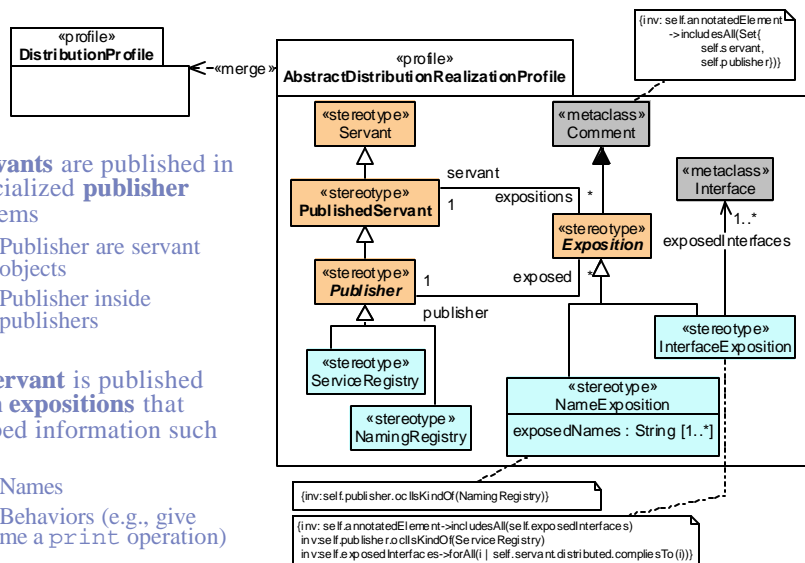 {inv: self.annotatedElement
->includesAll(Set{
self.servant,
self.publisher})}
«profile»
DistributionProfile
«merge»
«profile»
AbstractDistributionRealizationProfile
«stereotype»
Servant
«metaclass»
Comment
«metaclass»
Interface
vants are published in
cialized publisher
ems
Publisher are servant
objects
Publisher inside
publishers
ervant is published
expositions that
bed information such
Names
Behaviors (e.g., give
me a print operation)
servant
expositions
1
*
«stereotype»
PublishedServant
«stereotype»
Exposition
1..*
exposedInterfaces
«stereotype»
Publisher
1
exposed
*
publisher
«stereotype»
ServiceRegistry
«stereotype»
NamingRegistry
«stereotype»
InterfaceExposition
«stereotype»
NameExposition
exposedNames : String [1..*]
{inv:self.publisher.oclIsKindOf(NamingRegistry)}
{inv: self.annotatedElement->includesAll(self.exposedInterfaces)
inv:self.publisher.oclIsKindOf(ServiceRegistry)
inv:self.exposedInterfaces->forAll(i | self.servant.distributed.compliesTo(i))}